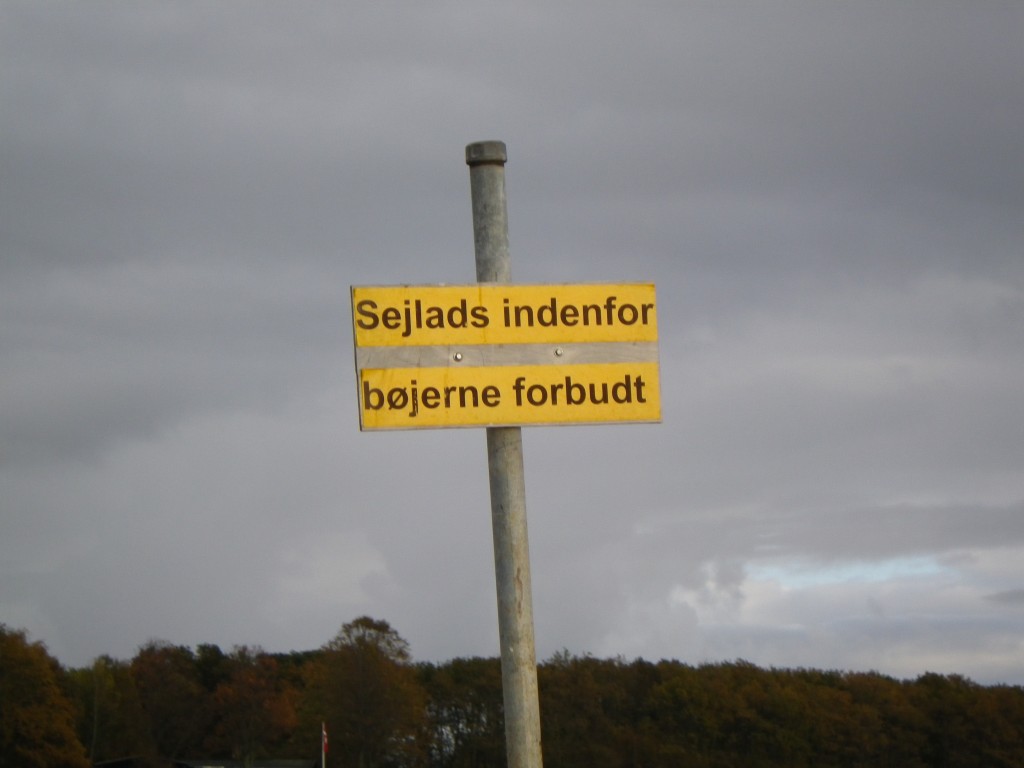 Sejlads indenfor
bøjerne forbudt